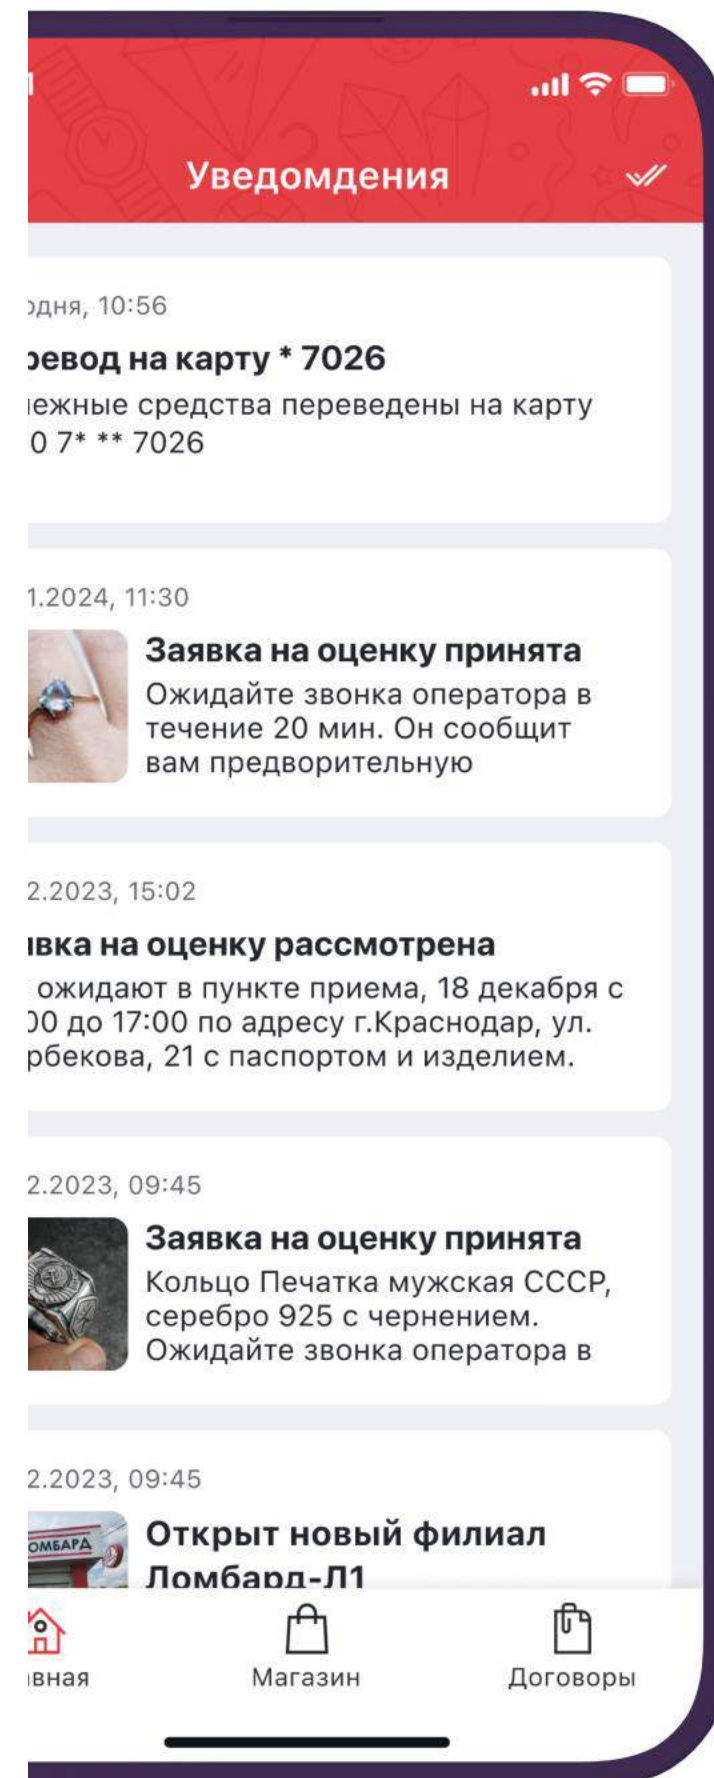 Уведомдения
одня, 10:56
ревод на карту * 7026
нежные средства переведены на карту
0 7* ** 7026
1.2024, 11:30
Заявка на оценку принята
Ожидайте звонка оператора в
течение 20 мин. Он сообщит
вам предворительную
2.2023, 15:02
явка на оценку рассмотрена
ожидают в пункте приема, 18 декабря с
00 до 17:00 по адресу г.Краснодар, ул.
рбекова, 21 с паспортом и изделием.
2.2023, 09:45
Заявка на оценку принята
Кольцо Печатка мужская СССР,
серебро 925 с чернением.
Ожидайте звонка оператора в
2.2023, 09:45
ОМБАРД
Открыт новый филиал
Ломбард-Л1
авная
Магазин
Договоры